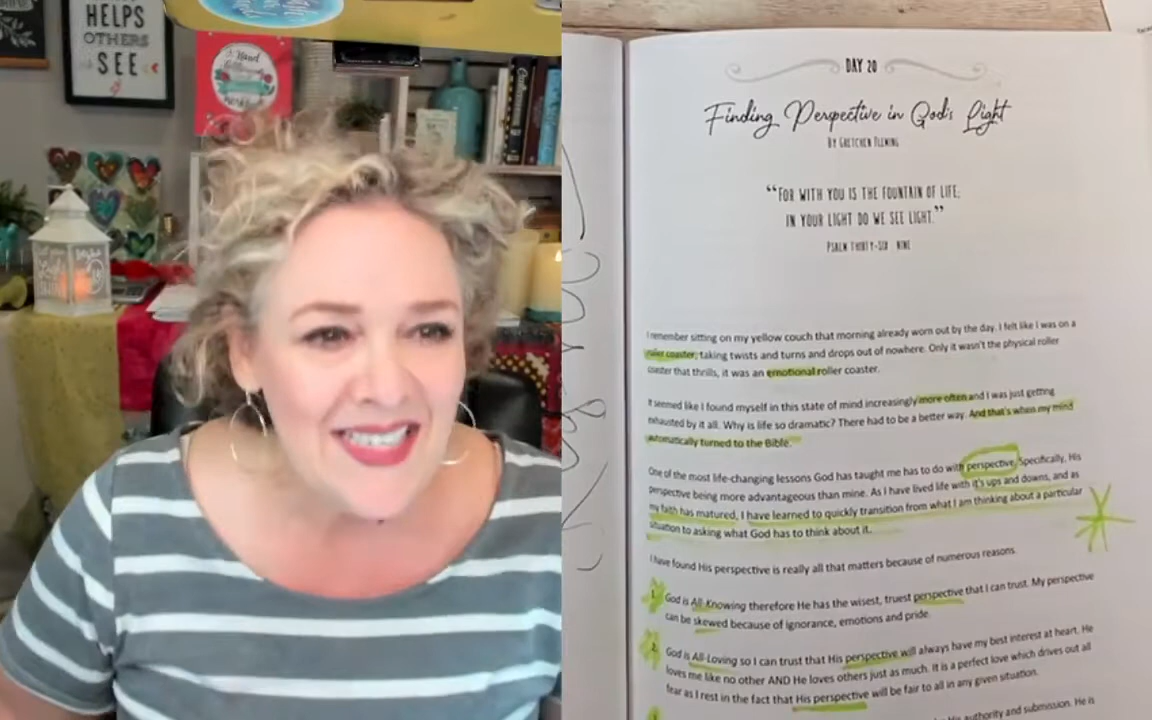 HELPS
OTHERS
SEE
DAY 20
Finding Perspective in God's Light
BY GRETCHEN FLEMING
“FOR WITH YOU IS THE FOUNTAIN OF LIFE;
IN YOUR LIGHT DO WE SEE LIGHT.”
PSALM THIRTY-SIX NINE
I remember sitting on my yellow couch that morning already worn out by the day. I felt like I was on a
roller coaster, taking twists and turns and drops out of nowhere. Only it wasn't the physical roller
coaster that thrills, it was an emotional roller coaster.
It seemed like I found myself in this state of mind increasingly more often and I was just getting
exhausted by it all. Why is life so dramatic? There had to be a better way. And that's when my mind
automatically turned to the Bible.
One of the most life-changing lessons God has taught me has to do with perspective. Specifically, His
perspective being more advantageous than mine. As I have lived life with it's ups and downs, and as
my faith has matured, I have learned to quickly transition from what I am thinking about a particular
situation to asking what God has to think about it.
I have found His perspective is really all that matters because of numerous reasons.
1. God is All-Knowing therefore He has the wisest, truest perspective that I can trust. My perspective
can be skewed because of ignorance, emotions and pride.
2. God is All-Loving so I can trust that His perspective will always have my best interest at heart. He
loves me like no other AND He loves others just as much. It is a perfect love which drives out all
fear as I rest in the fact that His perspective will be fair to all in any given situation.
authority and submission. He is